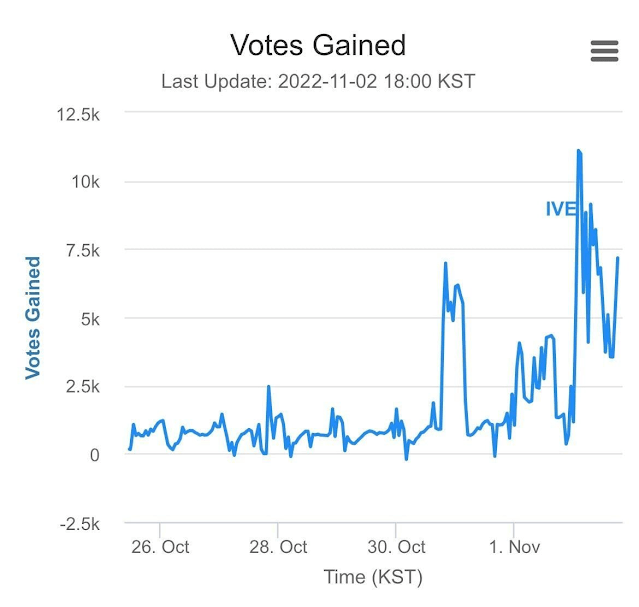 Votes Gained
Last Update: 2022-11-02 18:00 KST
Votes Gained
12.5k
10k
7.5k
5k
2.5k
0
-2.5k
IVE
26. Oct
28. Oct
30. Oct
1. Nov
Time (KST)